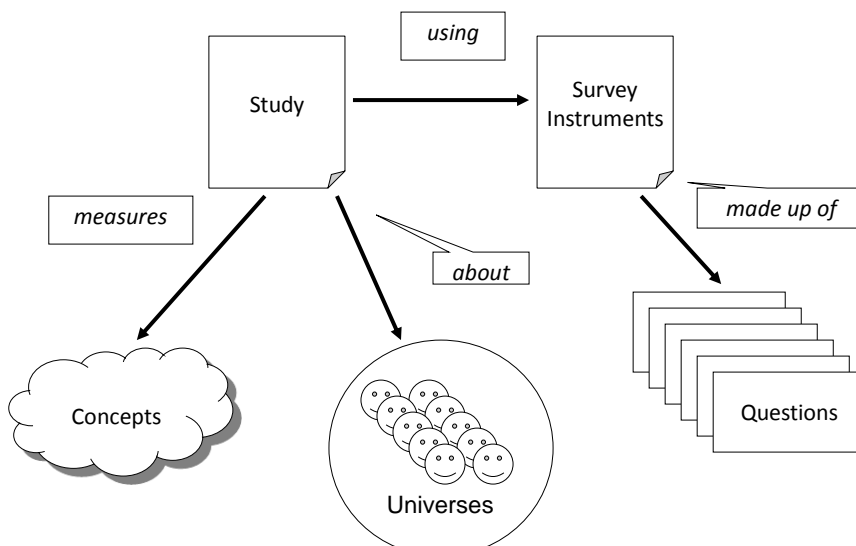 using
Study
Survey
Instruments
measures
made up of
about
Concepts
Questions
Universes